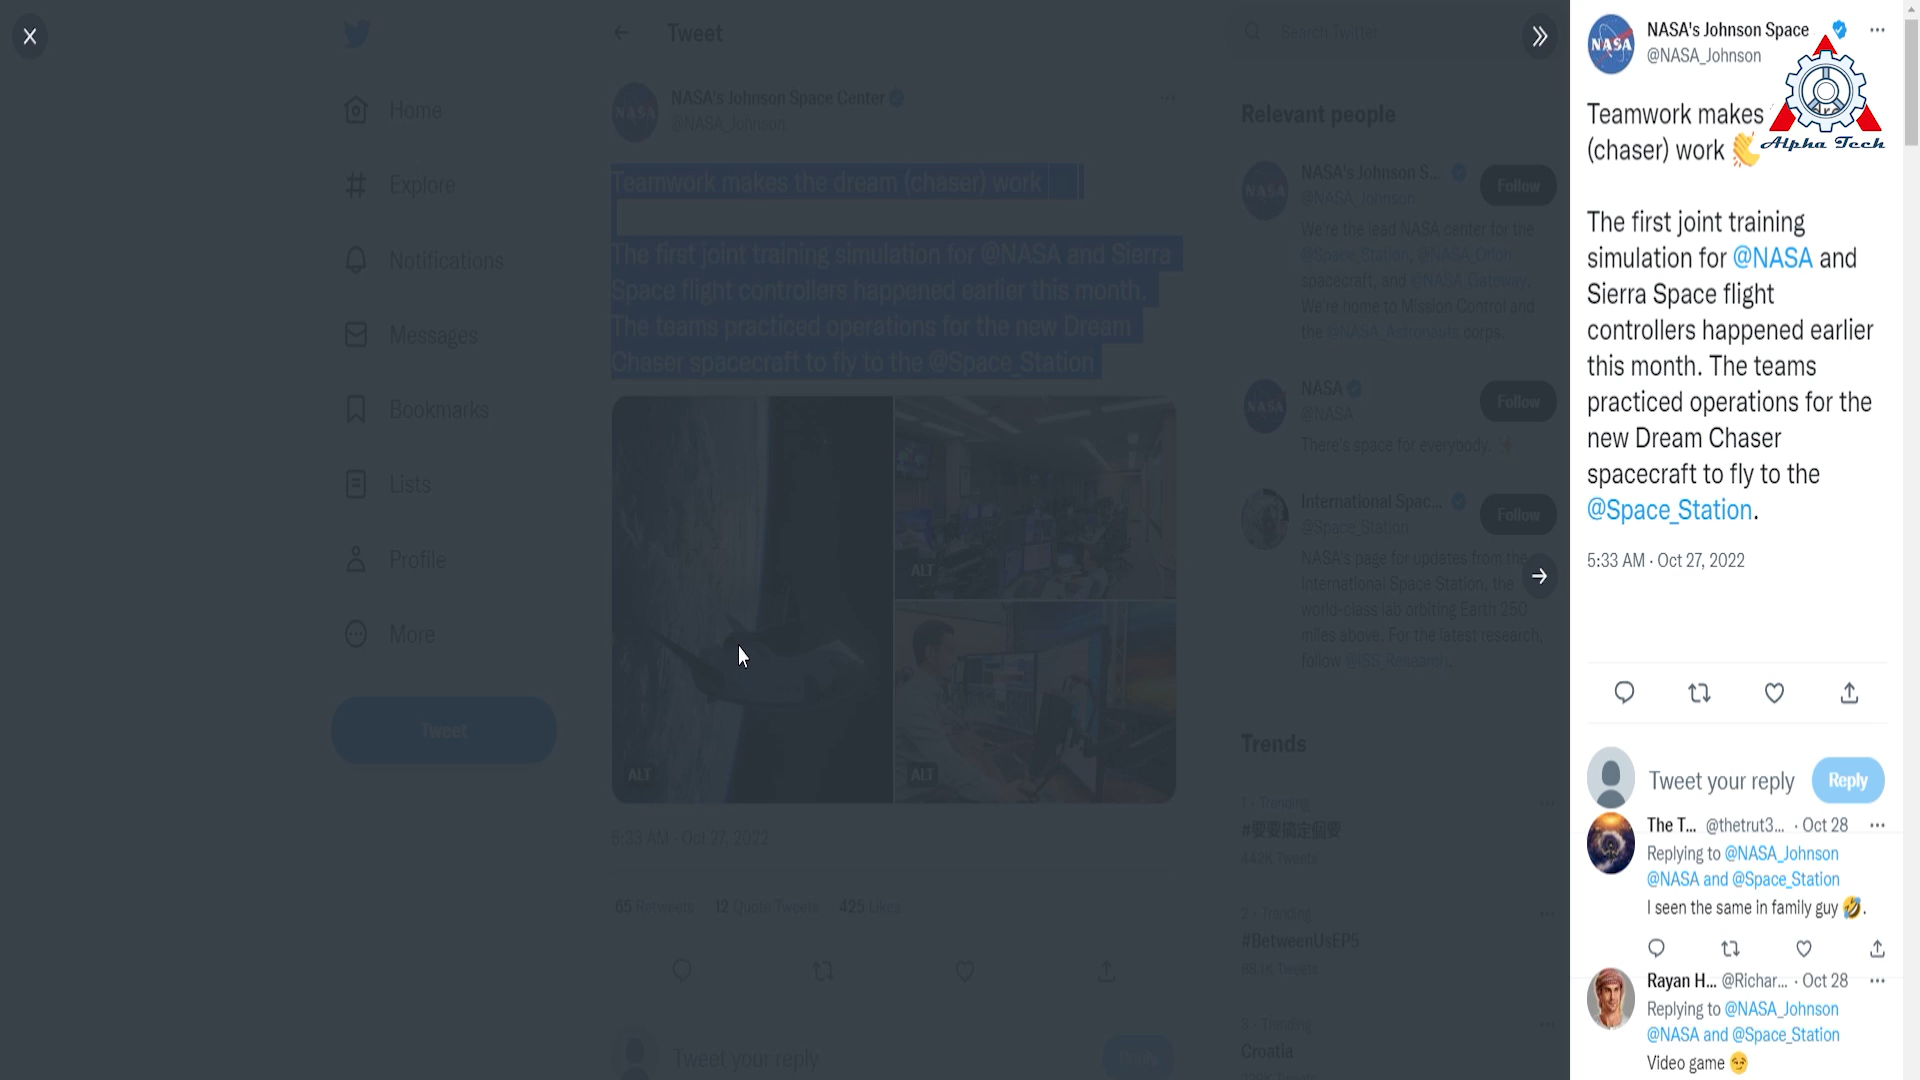 Tweet
Search Twitter
Home
Explore
Notifications
Messages
Bookmarks
Lists
Profile
More
Tweet
NASA's Johnson Space Center
@NASA_Johnson
Teamwork makes the dream (chaser) work
The first joint training simulation for @NASA and Sierra
Space flight controllers happened earlier this month.
The teams practiced operations for the new Dream
Chaser spacecraft to fly to the @Space_Station
ALT
ALT
ALT
5:33 AM · Oct 27, 2022
65 Retweets 12 Quote Tweets 425 Likes
Tweet your reply
Reply
Relevant people
NASA's Johnson S...
@NASA_Johnson
Follow
We're the lead NASA center for the
@Space_Station, @NASA_Orion
spacecraft, and @NASA_Gateway.
We're home to Mission Control and
the @NASA_Astronauts corps.
NASA
@NASA
Follow
There's space for everybody.
International Spac...
@Space_Station
Follow
NASA's page for updates from the
International Space Station, the
world-class lab orbiting Earth 250
miles above. For the latest research,
follow @ISS_Research.
Trends
1 · Trending
442K Tweets
2 · Trending
#BetweenUsEP5
Tweets
3 · Trending
Croatia
Tweets
NASA
NASA's Johnson Space
@NASA_Johnson
Alpha Tech
Teamwork makes
(chaser) work 👏
The first joint training
simulation for @NASA and
Sierra Space flight
controllers happened earlier
this month. The teams
practiced operations for the
new Dream Chaser
spacecraft to fly to the
@Space_Station.
5:33 AM · Oct 27, 2022
Tweet your reply
Reply
The T... @thetrut3... · Oct 28
Replying to @NASA_Johnson
@NASA and @Space_Station
I seen the same in family guy 🤣.
Rayan H... @Richar... · Oct 28
Replying to @NASA_Johnson
@NASA and @Space_Station
Video game 😏